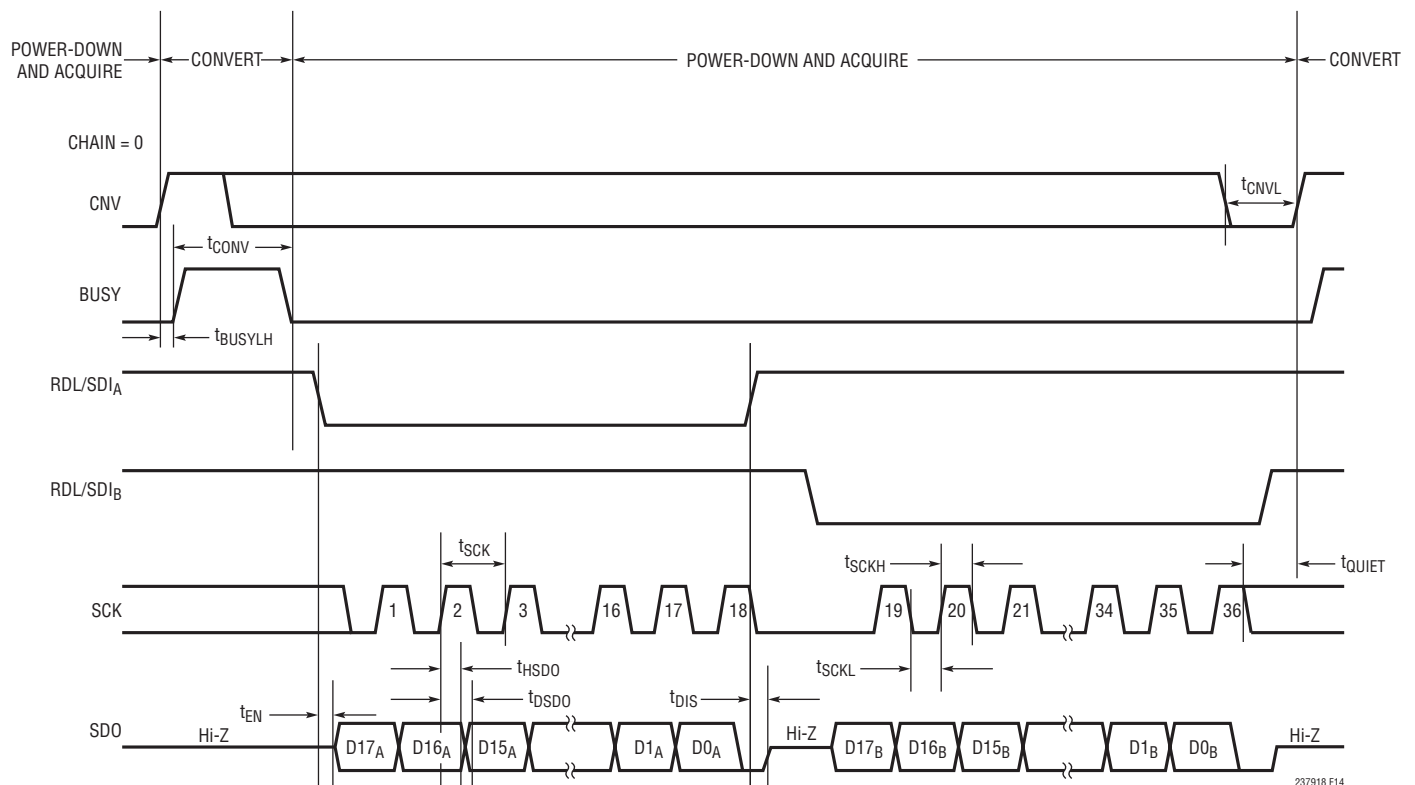 POWER-DOWN
AND ACQUIRE
CONVERT
POWER-DOWN AND ACQUIRE
CONVERT
CHAIN = 0
CNV
tCNVL
tCONV
BUSY
tBUSYLH
RDL/SDIA
RDL/SDIB
tSCK
tSCKH
tQUIET
SCK
1
2
3
16
17
18
19
20
21
34
35
36
tHSDO
tSCKL
tDSDO
tDIS
tEN
SDO
Hi-Z
D17A
D16A
D15A
D1A
D0A
Hi-Z
D17B
D16B
D15B
D1B
D0B
Hi-Z
237918 F14